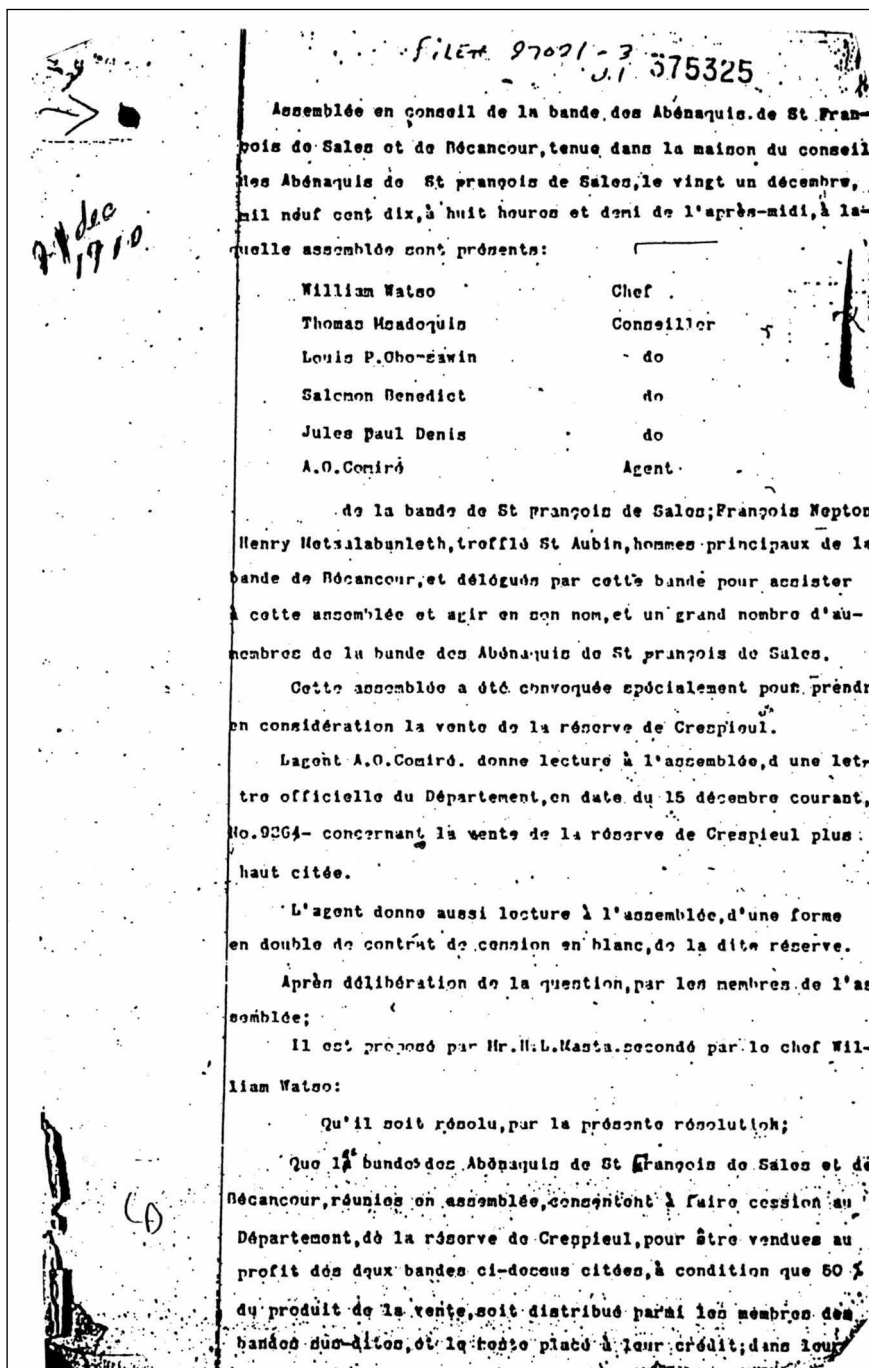 FILE# 27071-3
375325
21 dec
1910
Assemblée en conseil de la bande des Abénaquis de St Fran-
çois de Sales et de Bécancour, tenue dans la maison du conseil
des Abénaquis de St François de Sales, le vingt un décembre,
mil neuf cent dix, à huit heures et demi de l'après-midi, à la-
quelle assemblée sont présents:
William Watso Chef
Thomas Msadoquis Conseiller
Louis P. Obo-sawin do
Salomon Benedict do
Jules Paul Denis do
A.O. Comiré Agent
de la bande de St François de Sales; François Nepton
Henry Metsalabunleth, trefflé St Aubin, hommes principaux de la
bande de Bécancour, et délégués par cette bande pour assister
à cette assemblée et agir en son nom, et un grand nombre d'au-
membres de la bande des Abénaquis de St François de Sales.
Cette assemblée a été convoquée spécialement pour prendr
en considération la vente de la réserve de Crespieul.
Lagent A.O. Comiré. donne lecture à l'assemblée, d une let-
tre officielle du Département, en date du 15 décembre courant,
No. 9264- concernant la vente de la réserve de Crespieul plus
haut citée.
L'agent donne aussi lecture à l'assemblée, d'une forme
en double de contrat de cension en blanc, de la dite réserve.
Après délibération de la question, par les membres de l'as
semblée;
Il est proposé par Mr. H.L. Masta. secondé par le chef Wil-
liam Watso:
Qu'il soit résolu, par la présente résolution;
Que la bandes des Abénaquis de St François de Sales et de
Bécancour, réunies en assemblée, consentent à faire cession au
Département, dè la réserve de Creppieul, pour être vendues au
profit des deux bandes ci-dessus citées, à condition que 50 %
du produit de la vente, soit distribué parmi les membres des
bandes sus-dites, et le reste placé à leur crédit; dans leur